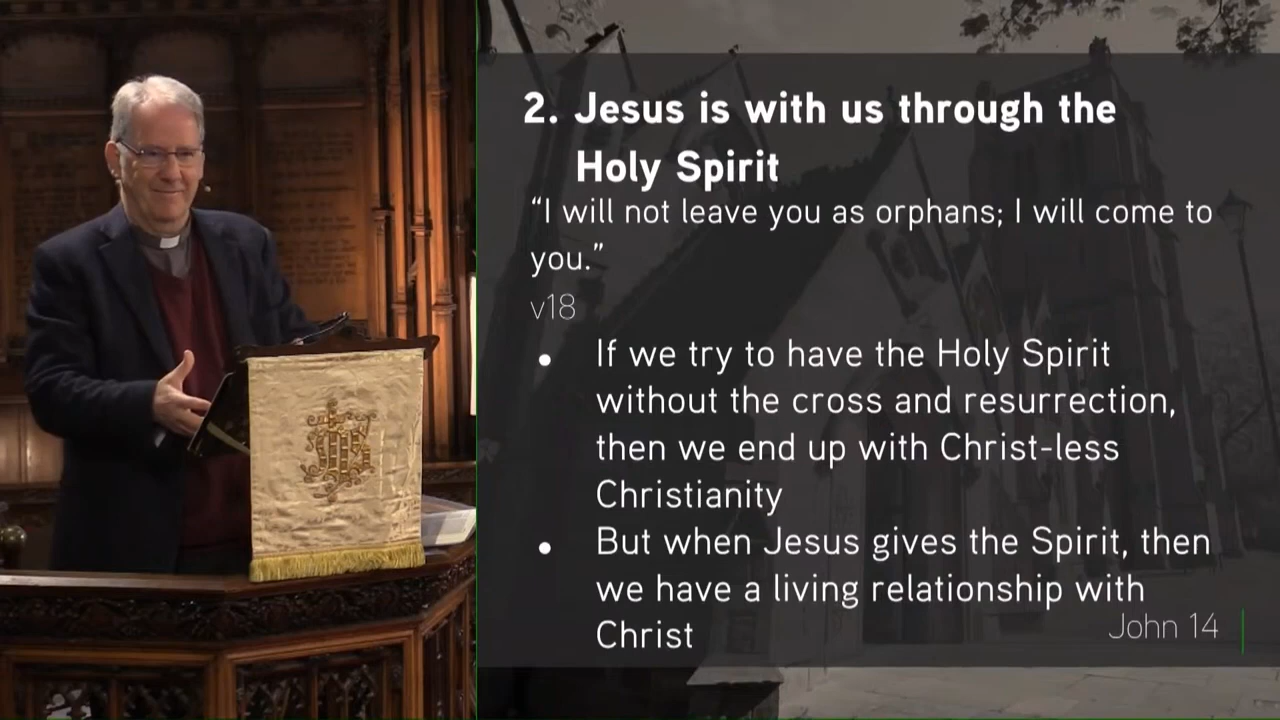 2. Jesus is with us through the
Holy Spirit
“I will not leave you as orphans; I will come to
you.”
v18
• If we try to have the Holy Spirit
without the cross and resurrection,
then we end up with Christ-less
Christianity
• But when Jesus gives the Spirit, then
we have a living relationship with
Christ
John 14